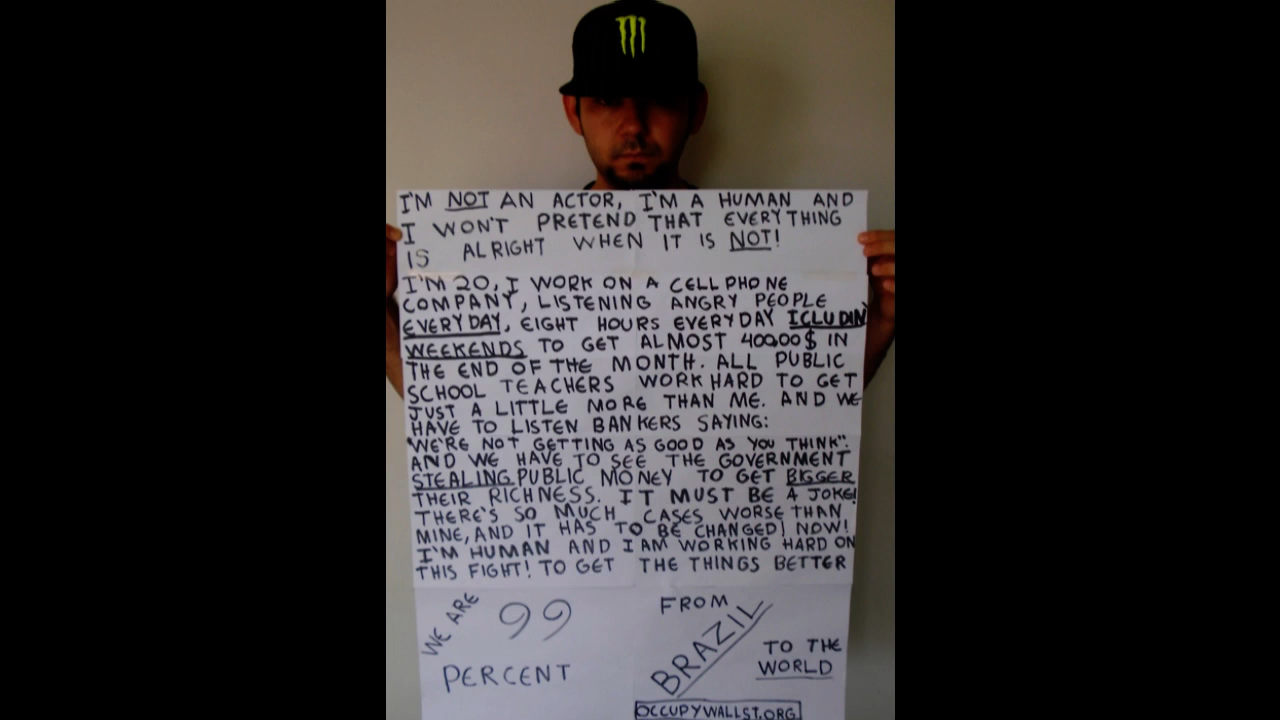 I'M NOT AN ACTOR, I'M A HUMAN AND
I WON'T PRETEND THAT EVERYTHING
IS ALRIGHT WHEN IT IS NOT!
I'M 20, I WORK ON A CELLPHONE
COMPANY, LISTENING ANGRY PEOPLE
EVERYDAY, EIGHT HOURS EVERYDAY ICLUDIN
WEEKENDS TO GET ALMOST 400,00$ IN
THE END OF THE MONTH. ALL PUBLIC
SCHOOL TEACHERS WORK HARD TO GET
JUST A LITTLE MORE THAN ME. AND WE
HAVE TO LISTEN BANKERS SAYING:
"WE'RE NOT GETTING AS GOOD AS YOU THINK".
AND WE HAVE TO SEE THE GOVERNMENT
STEALING PUBLIC MONEY TO GET BIGGER
THEIR RICHNESS. IT MUST BE A JOKE!
THERE'S SO MUCH CASES WORSE THAN
MINE, AND IT HAS TO BE CHANGED, NOW!
I'M HUMAN AND I AM WORKING HARD ON
THIS FIGHT! TO GET THE THINGS BETTER
WE ARE 99
PERCENT
FROM
BRAZIL
TO THE
WORLD
OCCUPYWALLST.ORG